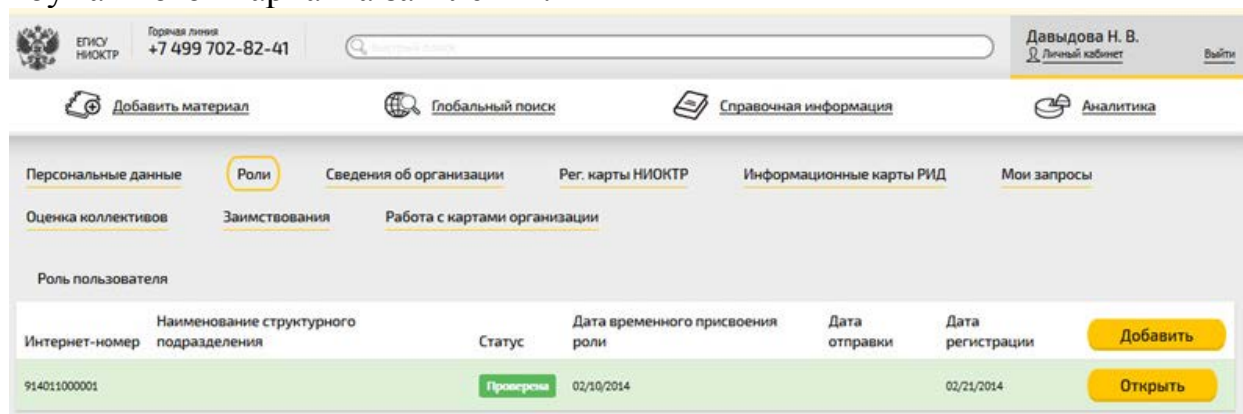 ЕГИСУ
НИОКТР
Горячая линия
+7 499 702-82-41
Давыдова Н. В.
Личный кабинет
Выйти
Добавить материал
Глобальный поиск
Справочная информация
Аналитика
Персональные данные Роли Сведения об организации Рег. карты НИОКТР Информационные карты РИД Мои запросы
Оценка коллективов Заимствования Работа с картами организации
Роль пользователя
Интернет-номер
Наименование структурного
подразделения
Статус
Дата временного присвоения
роли
Дата
отправки
Дата
регистрации
Добавить
914011000001 Проверена 02/10/2014 02/21/2014 Открыть